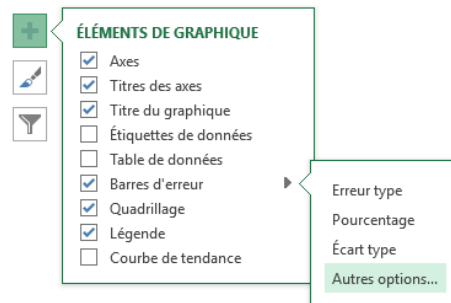 ÉLÉMENTS DE GRAPHIQUE
Axes
Titres des axes
Titre du graphique
Étiquettes de données
Table de données
Barres d'erreur
Quadrillage
Légende
Courbe de tendance
Erreur type
Pourcentage
Écart type
Autres options...